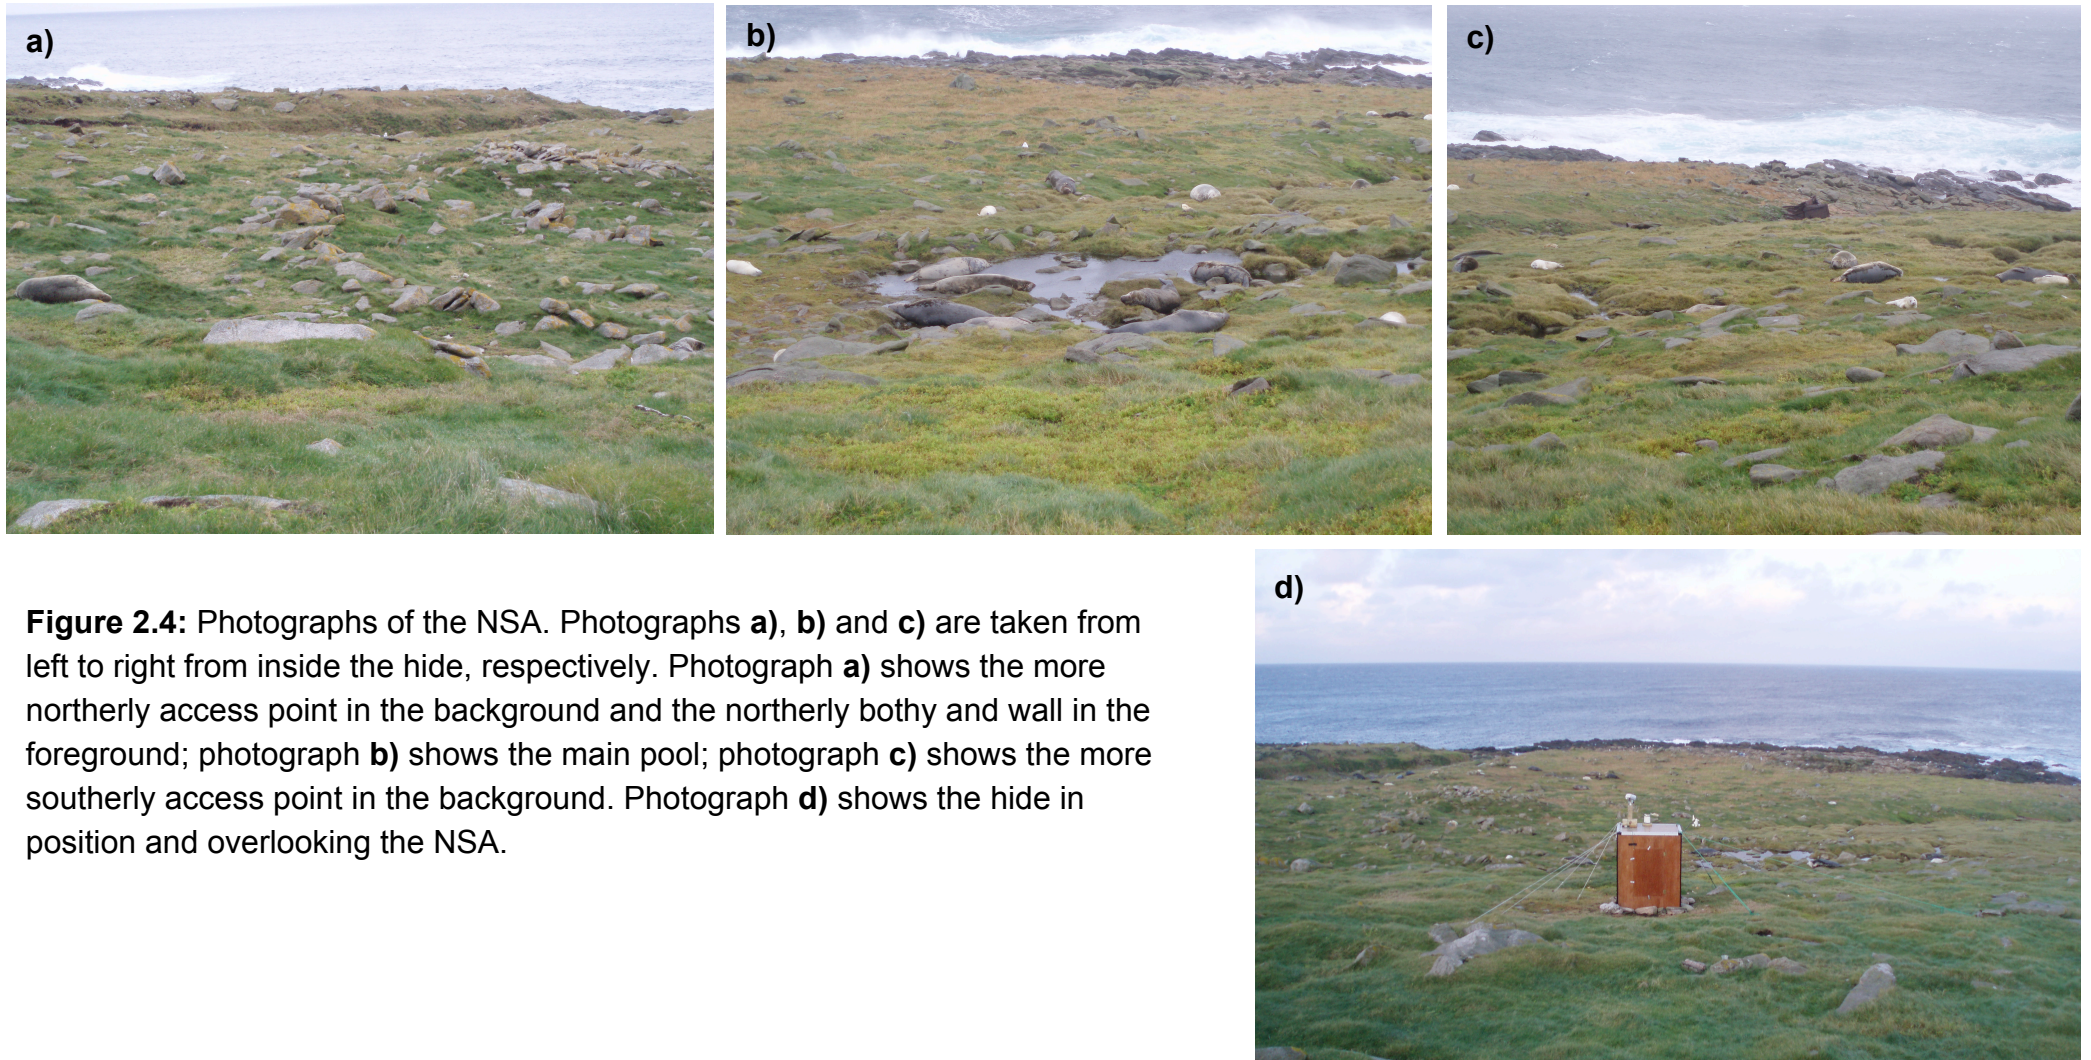 a)
b)
c)
d)
Figure 2.4: Photographs of the NSA. Photographs a), b) and c) are taken from
left to right from inside the hide, respectively. Photograph a) shows the more
northerly access point in the background and the northerly bothy and wall in the
foreground; photograph b) shows the main pool; photograph c) shows the more
southerly access point in the background. Photograph d) shows the hide in
position and overlooking the NSA.